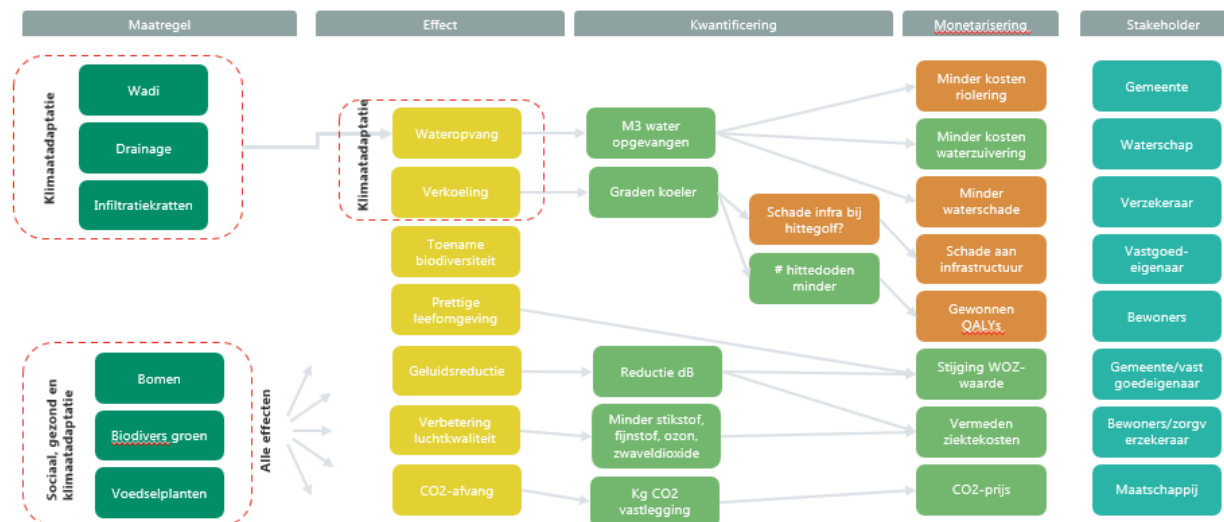 Maatregel
Effect
Kwantificering
Monetarisering
Stakeholder
Klimaatadaptatie
Wadi
Drainage
Infiltratiekratten
Klimaatadaptatie
Wateropvang
Verkoeling
Toename
biodiversiteit
Prettige
leefomgeving
Geluidsreductie
Verbetering
luchtkwaliteit
CO2-afvang
M3 water
opgevangen
Graden koeler
Schade infra bij
hittegolf?
# hittedoden
minder
Reductie dB
Minder stikstof,
fijnstof, ozon,
zwaveldioxide
Kg CO2
vastlegging
Minder kosten
riolering
Minder kosten
waterzuivering
Minder
waterschade
Schade aan
infrastructuur
Gewonnen
QALYs
Stijging WOZ-
waarde
Vermeden
ziektekosten
CO2-prijs
Gemeente
Waterschap
Verzekeraar
Vastgoed-
eigenaar
Bewoners
Gemeente/vast
goedeigenaar
Bewoners/zorgv
erzekeraar
Maatschappij
Sociaal, gezond en
klimaatadaptatie
Bomen
Biodivers groen
Voedselplanten
Alle effecten